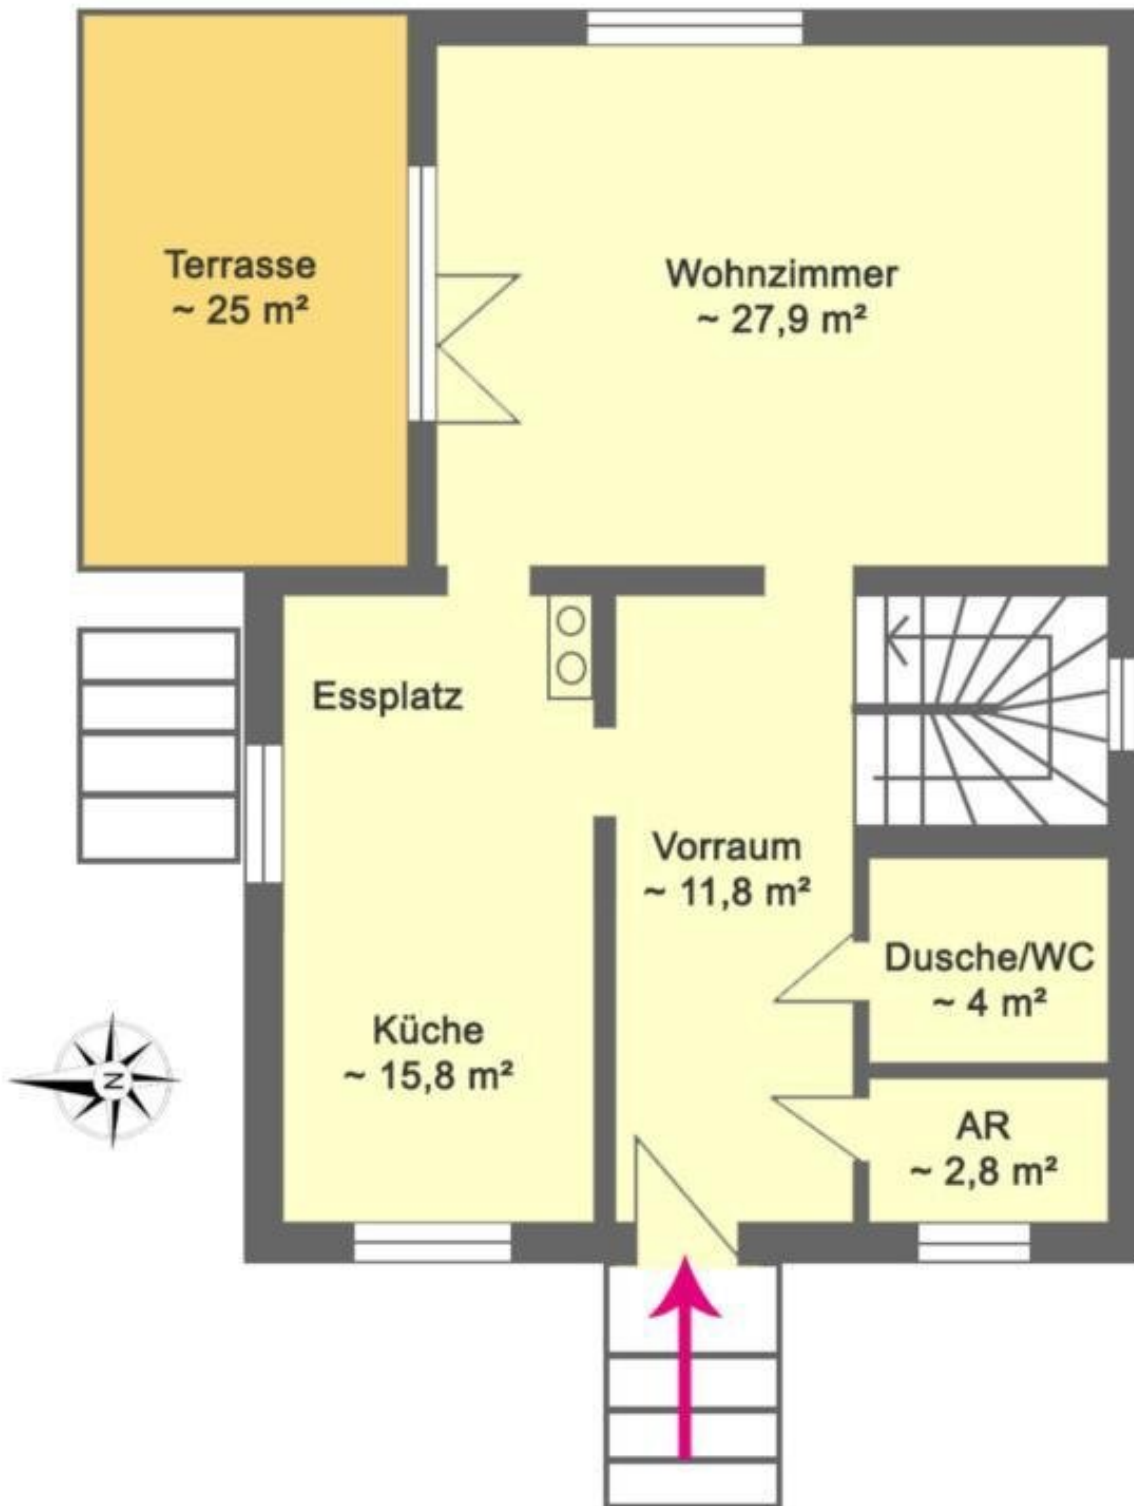 Terrasse
~ 25 m²
Wohnzimmer
~ 27,9 m²
Essplatz
Vorraum
~ 11,8 m²
Dusche/WC
~ 4 m²
Küche
~ 15,8 m²
N
AR
~ 2,8 m²